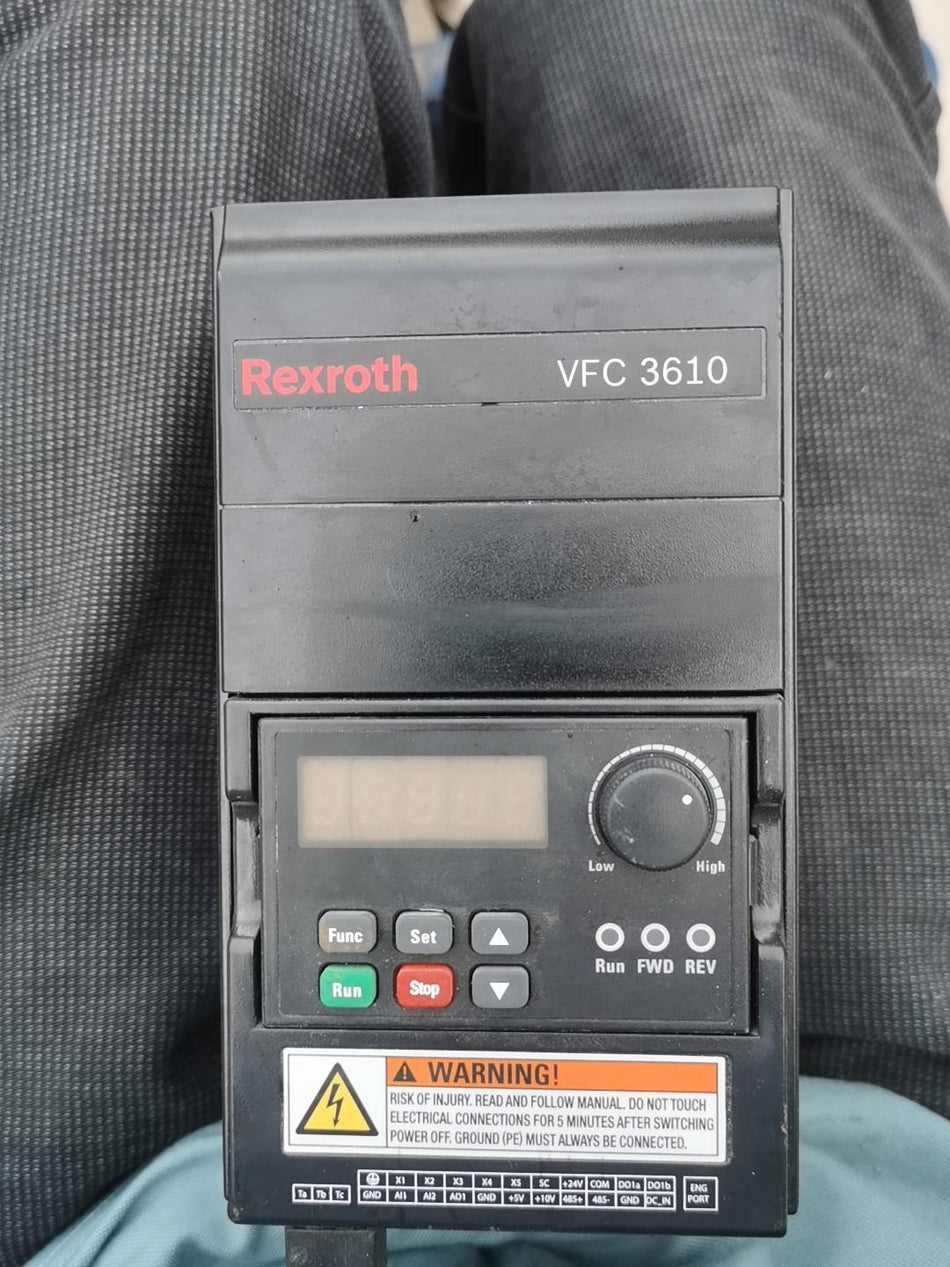 Rexroth VFC 3610
Low High
Func Set
Run Stop
Run FWD REV
WARNING!
RISK OF INJURY. READ AND FOLLOW MANUAL. DO NOT TOUCH
ELECTRICAL CONNECTIONS FOR 5 MINUTES AFTER SWITCHING
POWER OFF. GROUND (PE) MUST ALWAYS BE CONNECTED.
Ta Tb Tc
X1 X2 X3 X4 X5 SC +24V COM DO1a DO1b
GND AI1 AI2 AO1 GND +5V +10V 485+ 485- GND DC_IN
ENG
PORT